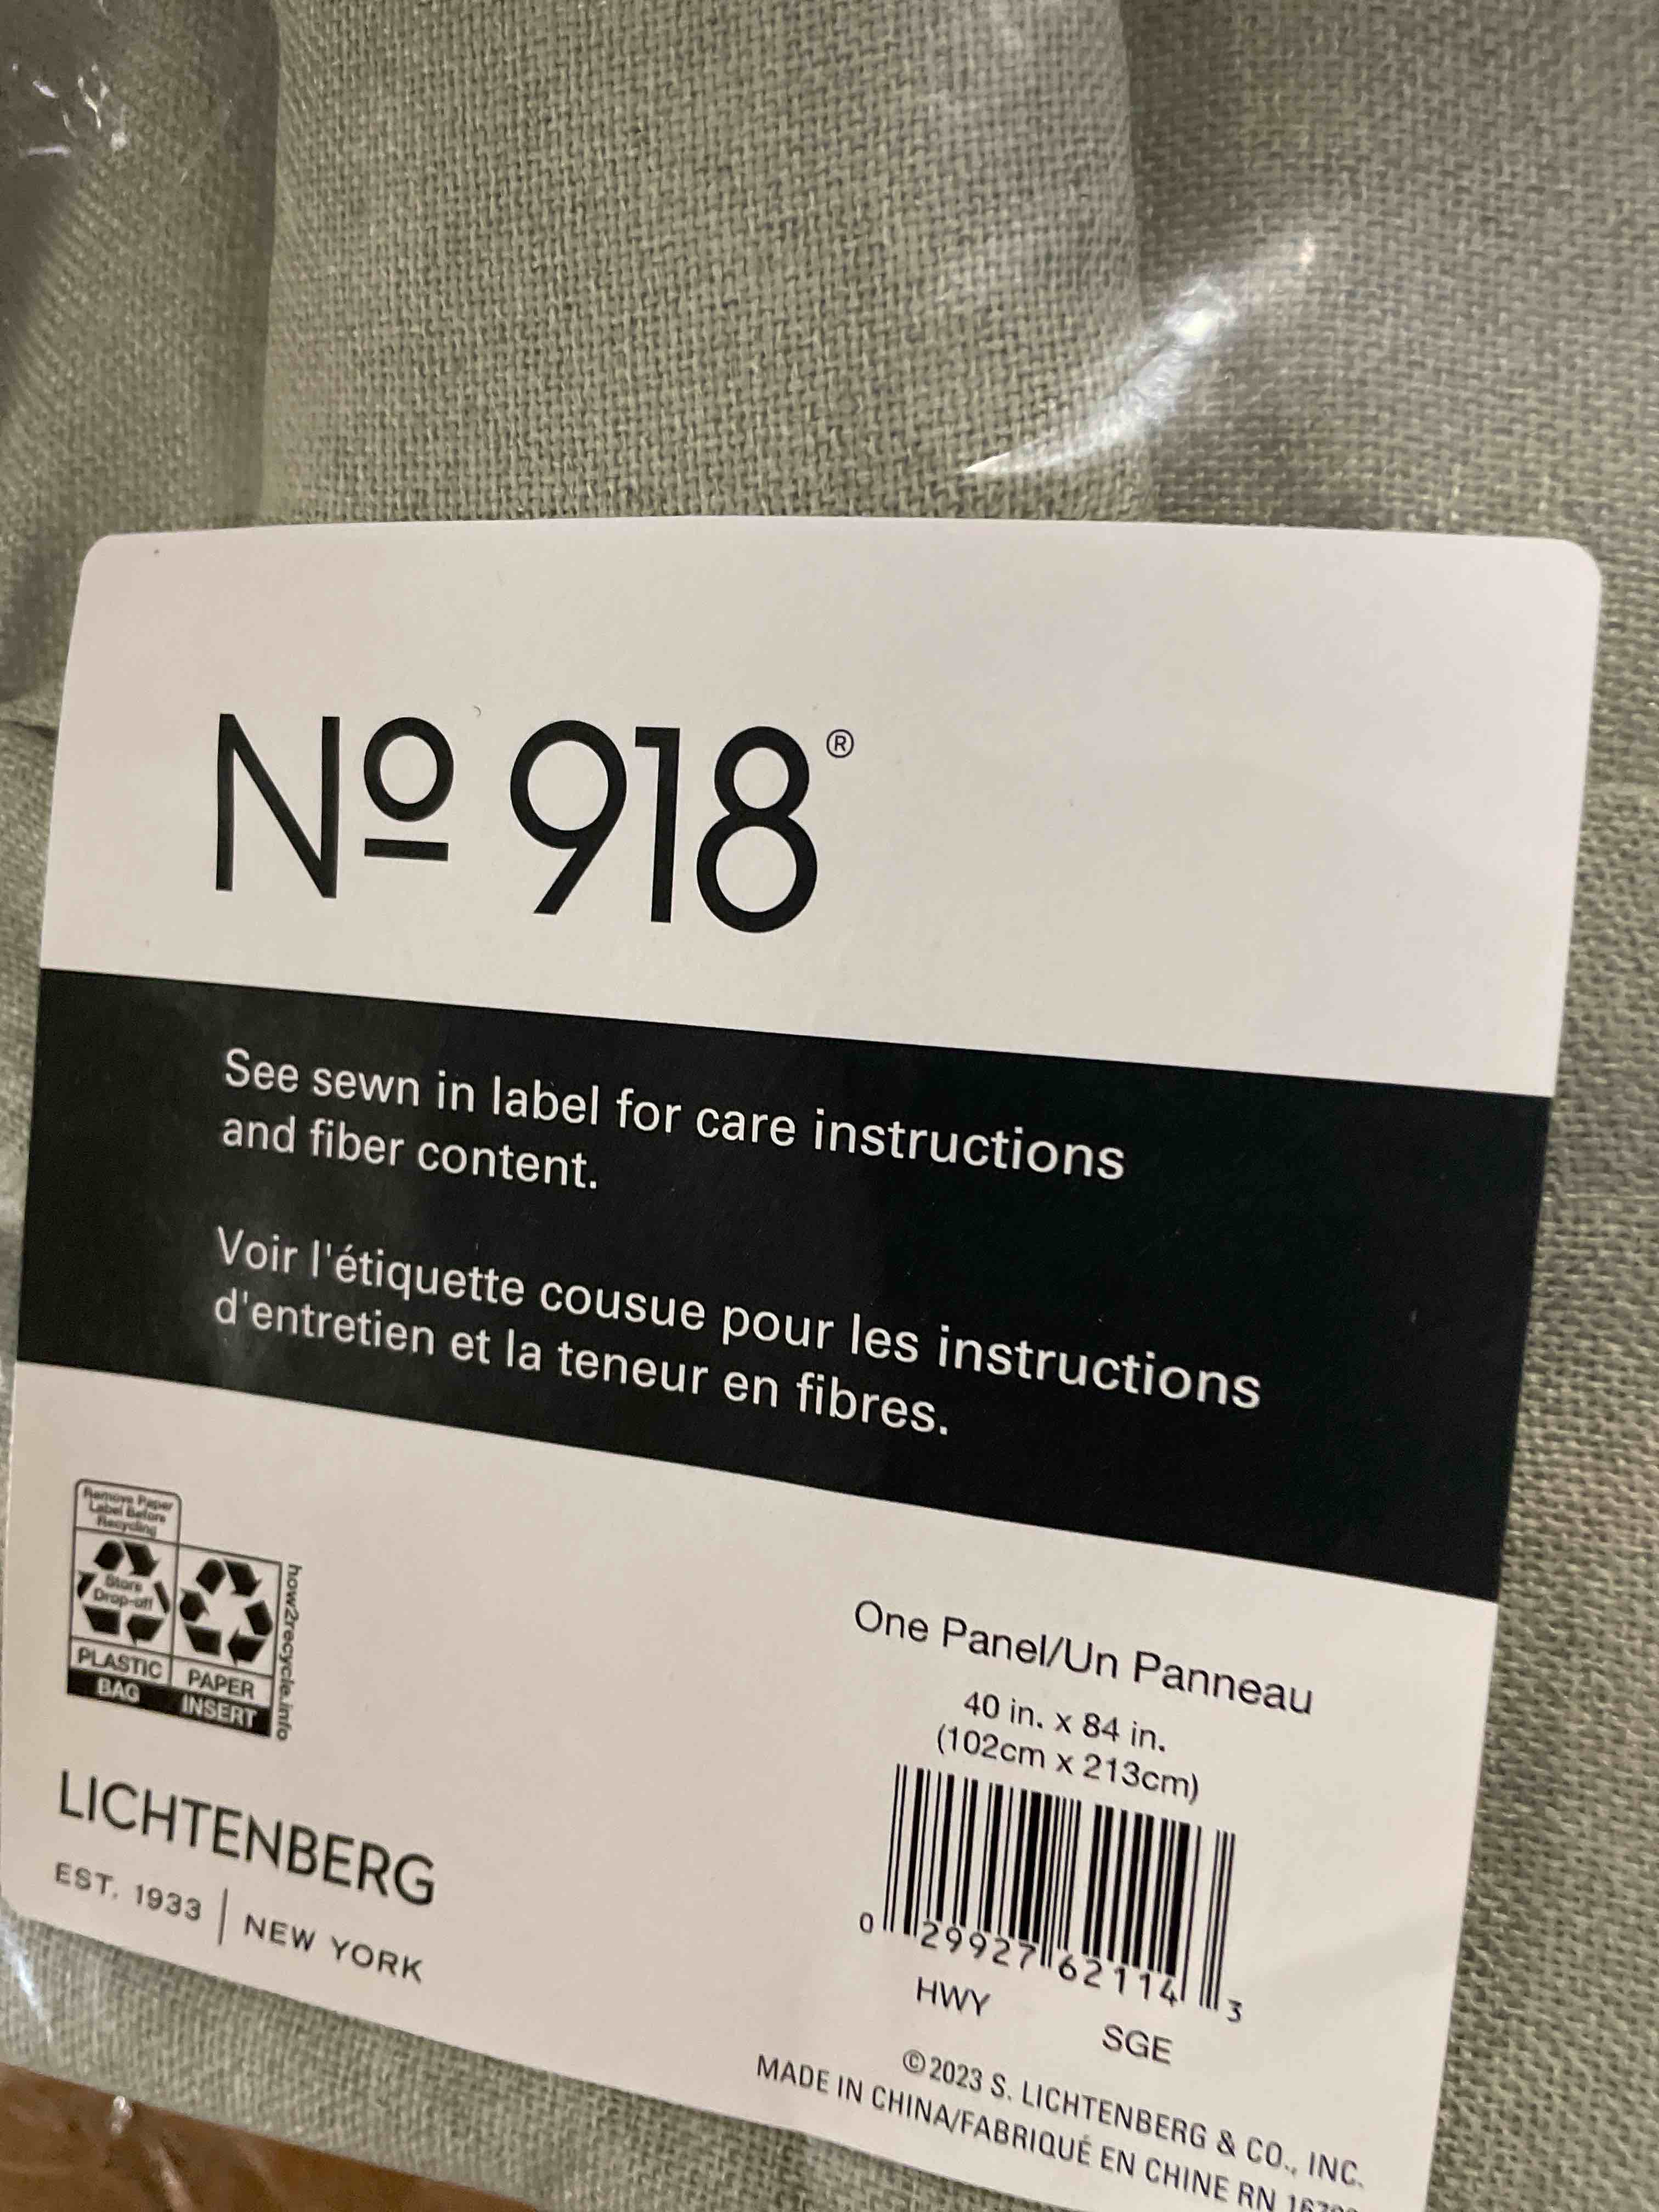 Nº 918®
See sewn in label for care instructions
and fiber content.
Voir l'étiquette cousue pour les instructions
d'entretien et la teneur en fibres.
Remove Paper
Label Before
Recycling
Store
Drop-off
PLASTIC
BAG
PAPER
INSERT
how2recycle.info
LICHTENBERG
EST. 1933 | NEW YORK
One Panel/Un Panneau
40 in. x 84 in.
(102cm x 213cm)
0 29927 62114 3
HWY SGE
©2023 S. LICHTENBERG & CO., INC.
MADE IN CHINA/FABRIQUÉ EN CHINE RN